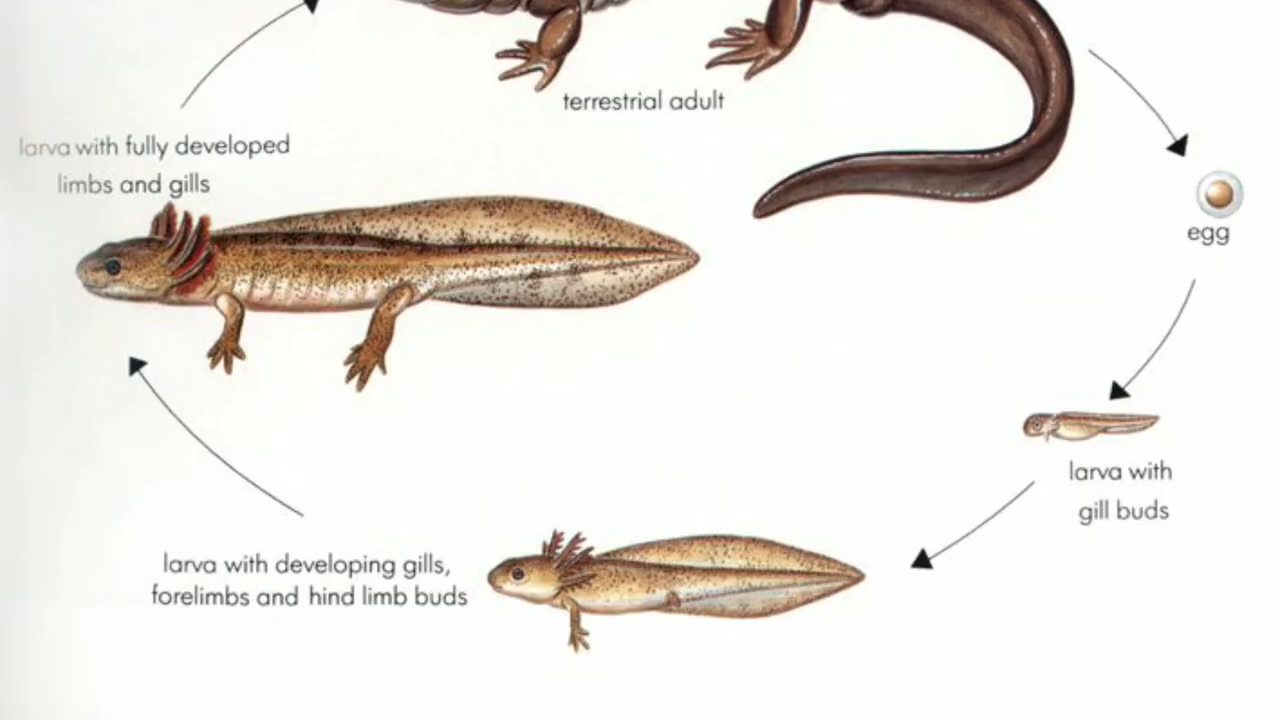 terrestrial adult
larva with fully developed
limbs and gills
egg
larva with
gill buds
larva with developing gills,
forelimbs and hind limb buds